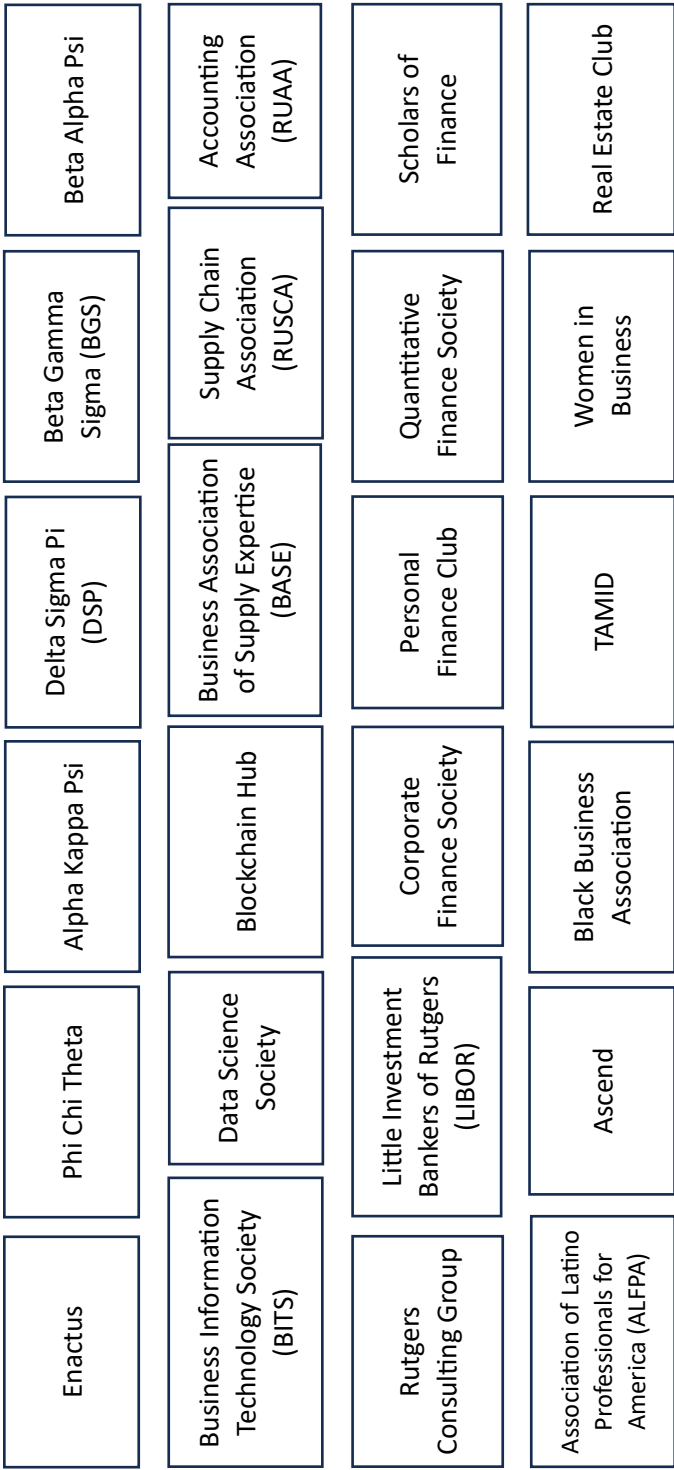 Enactus
Phi Chi Theta
Alpha Kappa Psi
Delta Sigma Pi
(DSP)
Beta Gamma
Sigma (BGS)
Beta Alpha Psi
Business Information
Technology Society
(BITS)
Data Science
Society
Blockchain Hub
Business Association
of Supply Expertise
(BASE)
Supply Chain
Association
(RUSCA)
Accounting
Association
(RUAA)
Rutgers
Consulting Group
Little Investment
Bankers of Rutgers
(LIBOR)
Corporate
Finance Society
Personal
Finance Club
Quantitative
Finance Society
Scholars of
Finance
Association of Latino
Professionals for
America (ALFPA)
Ascend
Black Business
Association
TAMID
Women in
Business
Real Estate Club